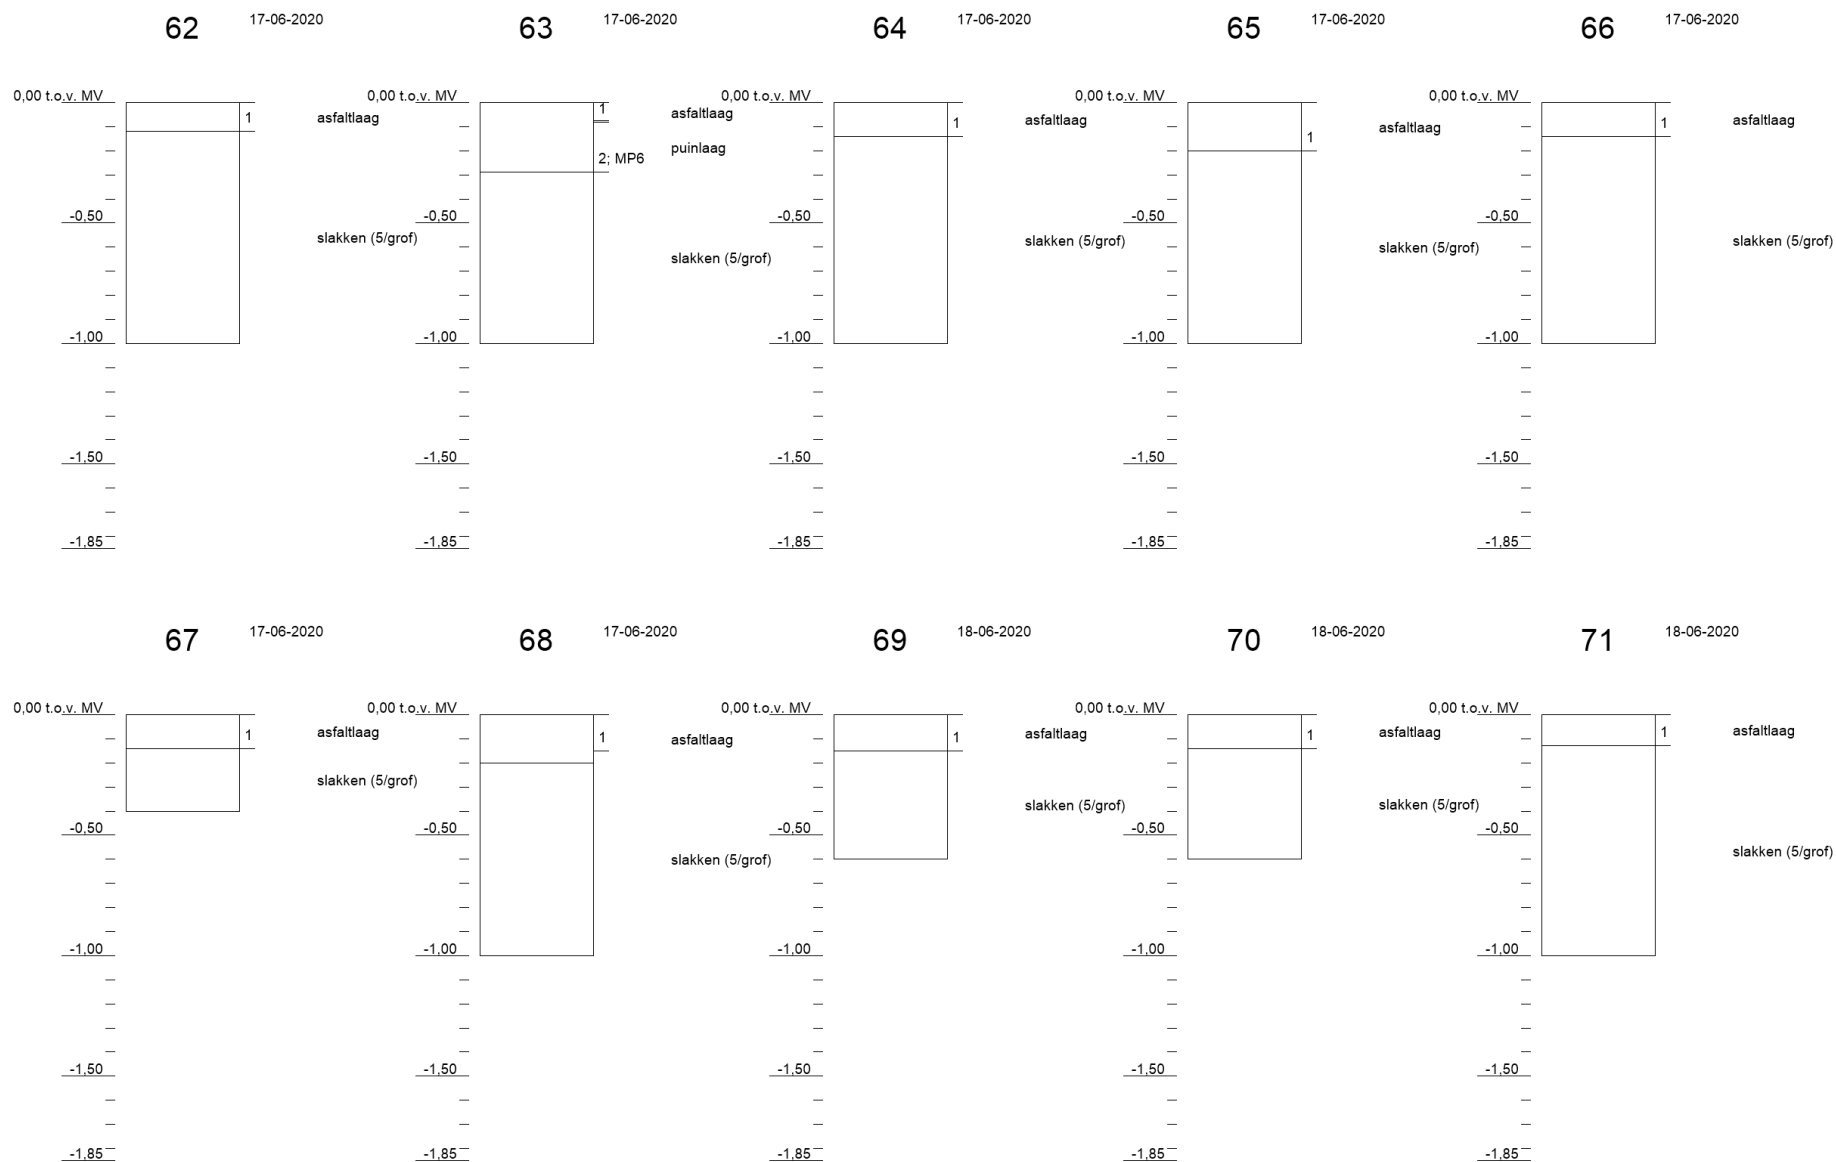 62 17-06-2020 63 17-06-2020 64 17-06-2020 65 17-06-2020 66 17-06-2020
0,00 t.o.v. MV 0,00 t.o.v. MV 0,00 t.o.v. MV 0,00 t.o.v. MV 0,00 t.o.v. MV
1 asfaltlaag 1 asfaltlaag 1 asfaltlaag 1 asfaltlaag 1 asfaltlaag
2; MP6 puinlaag
-0,50 -0,50 -0,50 -0,50 -0,50
slakken (5/grof) slakken (5/grof) slakken (5/grof) slakken (5/grof) slakken (5/grof)
-1,00 -1,00 -1,00 -1,00 -1,00
-1,50 -1,50 -1,50 -1,50 -1,50
-1,85 -1,85 -1,85 -1,85 -1,85
67 17-06-2020 68 17-06-2020 69 18-06-2020 70 18-06-2020 71 18-06-2020
0,00 t.o.v. MV 0,00 t.o.v. MV 0,00 t.o.v. MV 0,00 t.o.v. MV 0,00 t.o.v. MV
1 asfaltlaag 1 asfaltlaag 1 asfaltlaag 1 asfaltlaag 1 asfaltlaag
slakken (5/grof) slakken (5/grof) slakken (5/grof)
-0,50 -0,50 -0,50 -0,50 -0,50
slakken (5/grof) slakken (5/grof)
-1,00 -1,00 -1,00 -1,00 -1,00
-1,50 -1,50 -1,50 -1,50 -1,50
-1,85 -1,85 -1,85 -1,85 -1,85